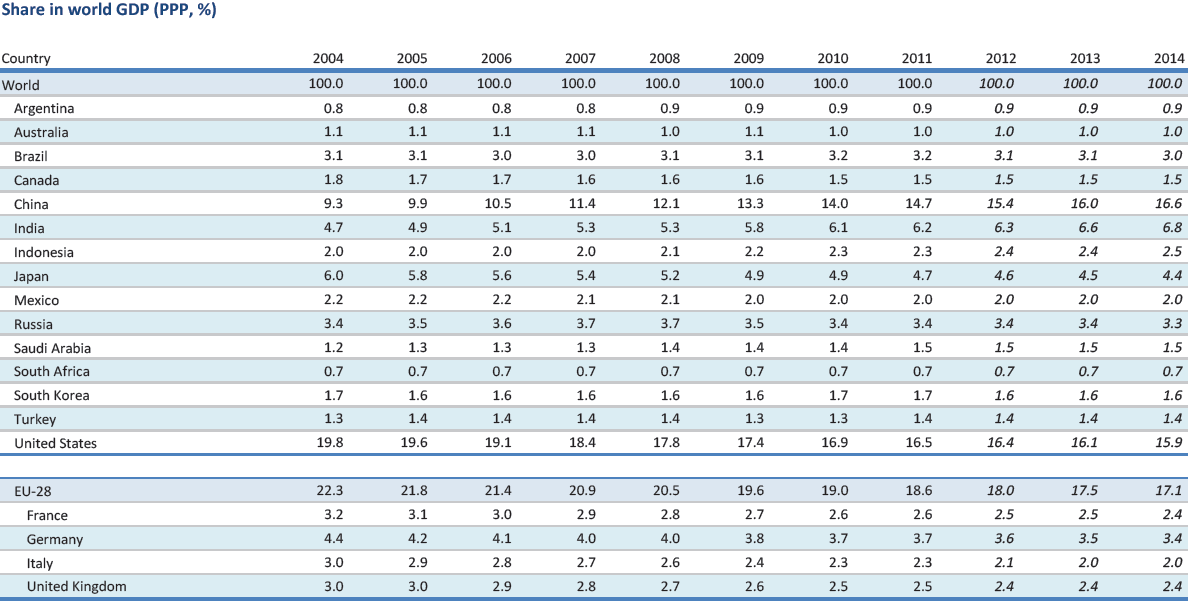 Share in world GDP (PPP, %)
Country 2004 2005 2006 2007 2008 2009 2010 2011 2012 2013 2014
World 100.0 100.0 100.0 100.0 100.0 100.0 100.0 100.0 100.0 100.0 100.0
Argentina 0.8 0.8 0.8 0.8 0.9 0.9 0.9 0.9 0.9 0.9 0.9
Australia 1.1 1.1 1.1 1.1 1.0 1.1 1.0 1.0 1.0 1.0 1.0
Brazil 3.1 3.1 3.0 3.0 3.1 3.1 3.2 3.2 3.1 3.1 3.0
Canada 1.8 1.7 1.7 1.6 1.6 1.6 1.5 1.5 1.5 1.5 1.5
China 9.3 9.9 10.5 11.4 12.1 13.3 14.0 14.7 15.4 16.0 16.6
India 4.7 4.9 5.1 5.3 5.3 5.8 6.1 6.2 6.3 6.6 6.8
Indonesia 2.0 2.0 2.0 2.0 2.1 2.2 2.3 2.3 2.4 2.4 2.5
Japan 6.0 5.8 5.6 5.4 5.2 4.9 4.9 4.7 4.6 4.5 4.4
Mexico 2.2 2.2 2.2 2.1 2.1 2.0 2.0 2.0 2.0 2.0 2.0
Russia 3.4 3.5 3.6 3.7 3.7 3.5 3.4 3.4 3.4 3.4 3.3
Saudi Arabia 1.2 1.3 1.3 1.3 1.4 1.4 1.4 1.5 1.5 1.5 1.5
South Africa 0.7 0.7 0.7 0.7 0.7 0.7 0.7 0.7 0.7 0.7 0.7
South Korea 1.7 1.6 1.6 1.6 1.6 1.6 1.7 1.7 1.6 1.6 1.6
Turkey 1.3 1.4 1.4 1.4 1.4 1.3 1.3 1.4 1.4 1.4 1.4
United States 19.8 19.6 19.1 18.4 17.8 17.4 16.9 16.5 16.4 16.1 15.9
EU-28 22.3 21.8 21.4 20.9 20.5 19.6 19.0 18.6 18.0 17.5 17.1
France 3.2 3.1 3.0 2.9 2.8 2.7 2.6 2.6 2.5 2.5 2.4
Germany 4.4 4.2 4.1 4.0 4.0 3.8 3.7 3.7 3.6 3.5 3.4
Italy 3.0 2.9 2.8 2.7 2.6 2.4 2.3 2.3 2.1 2.0 2.0
United Kingdom 3.0 3.0 2.9 2.8 2.7 2.6 2.5 2.5 2.4 2.4 2.4